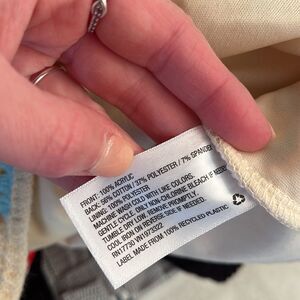 FRONT: 100% ACRYLIC
BACK: 56% COTTON / 37% POLYESTER / 7% SPANDEX
LINING: 100% POLYESTER
MACHINE WASH COLD WITH LIKE COLORS.
GENTLE CYCLE. ONLY NON-CHLORINE BLEACH IF NEEDED
TUMBLE DRY LOW. REMOVE PROMPTLY.
COOL IRON ON REVERSE SIDE IF NEEDED.
RN17730 VN1973922
LABEL MADE FROM 100% RECYCLED PLASTIC